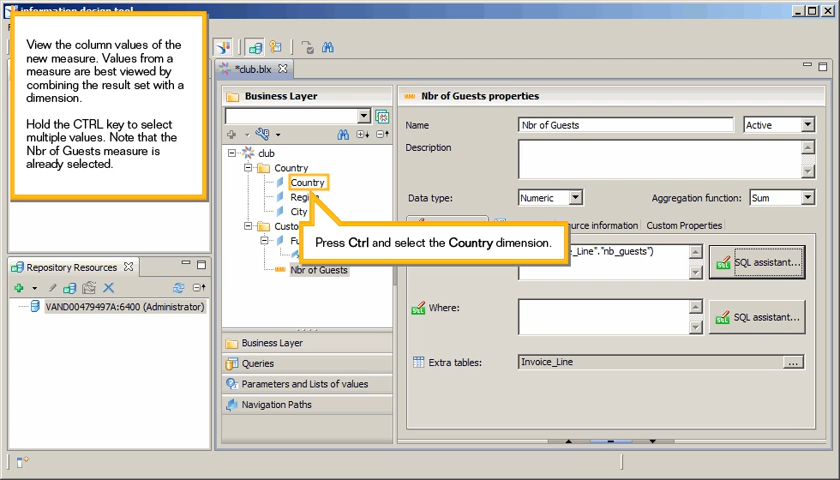 information design tool
View the column values of the
new measure. Values from a
measure are best viewed by
combining the result set with a
dimension.
Hold the CTRL key to select
multiple values. Note that the
Nbr of Guests measure is
already selected.
*club.blx
Business Layer
club
Country
Country
Region
City
Nbr of Guests
Press Ctrl and select the Country dimension.
Business Layer
Queries
Parameters and Lists of values
Navigation Paths
Nbr of Guests properties
Name
Nbr of Guests
Active
Description
Data type:
Numeric
Aggregation function:
Sum
ource information
Custom Properties
e_Line"."nb_guests")
SQL assistant...
Where:
SQL assistant...
Extra tables:
Invoice_Line
...
Repository Resources
VAND00479497A:6400 (Administrator)